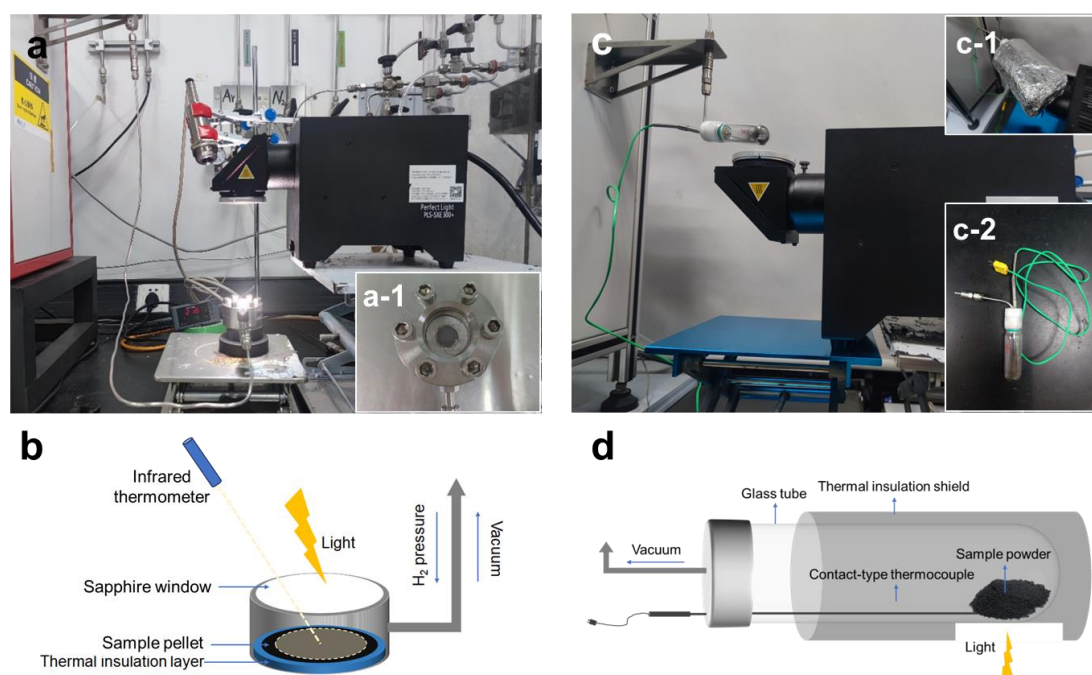 a
CAUTION
Ar
N2
Perfect Light
PLS-SXE 300+
a-1
c
c-1
c-2
b
Infrared
thermometer
Light
H₂ pressure
Vacuum
Sapphire window
Sample pellet
Thermal insulation layer
d
Glass tube
Thermal insulation shield
Vacuum
Sample powder
Contact-type thermocouple
Light